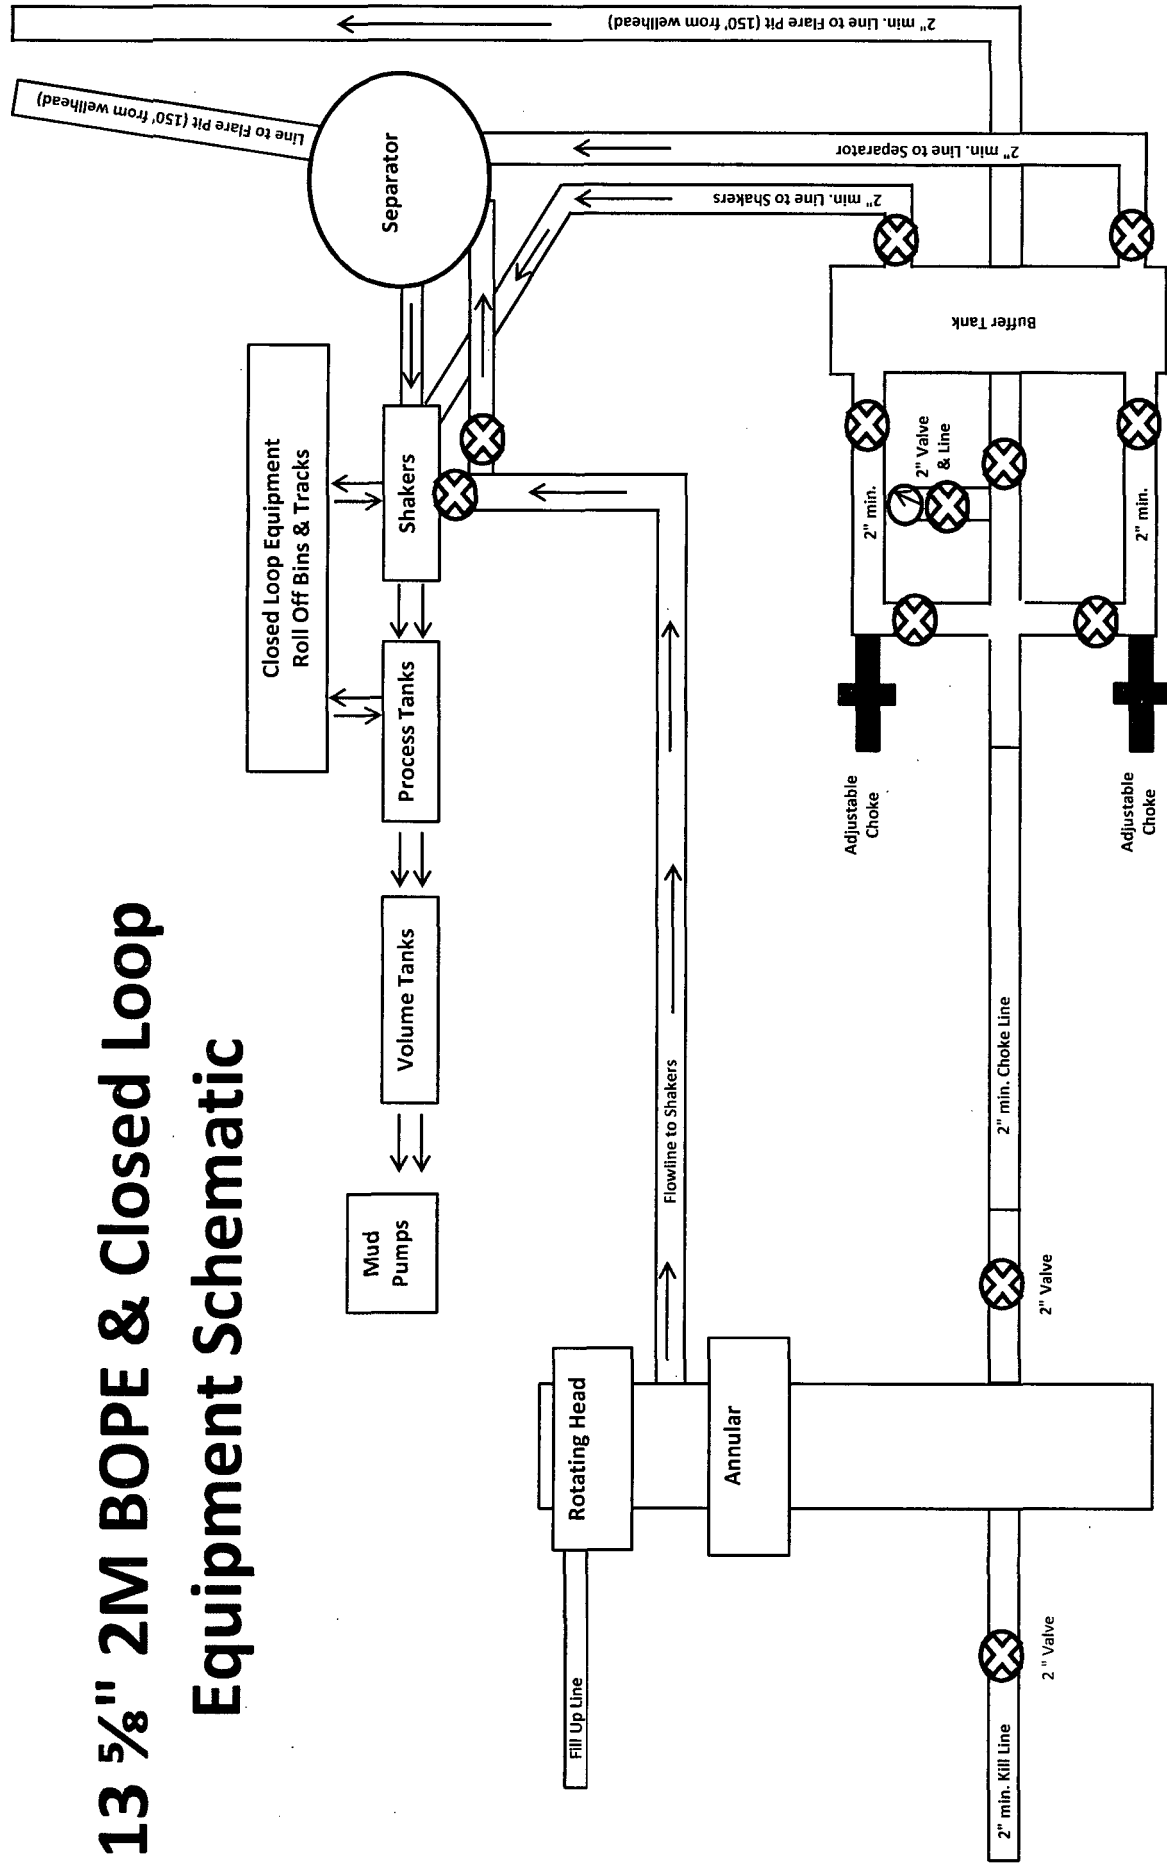 13 ⅝" 2M BOPE & Closed Loop
Equipment Schematic
Closed Loop Equipment
Roll Off Bins & Tracks
Mud
Pumps
Volume Tanks
Process Tanks
Shakers
Separator
Line to Flare Pit (150' from wellhead)
2" min. Line to Flare Pit (150' from wellhead)
Fill Up Line
Rotating Head
Flowline to Shakers
Annular
2" min. Line to Shakers
2" min. Line to Separator
2" min. Kill Line
2 " Valve
2" Valve
2" min. Choke Line
Adjustable
Choke
2" min.
2" Valve
& Line
Buffer Tank
Adjustable
Choke
2" min.